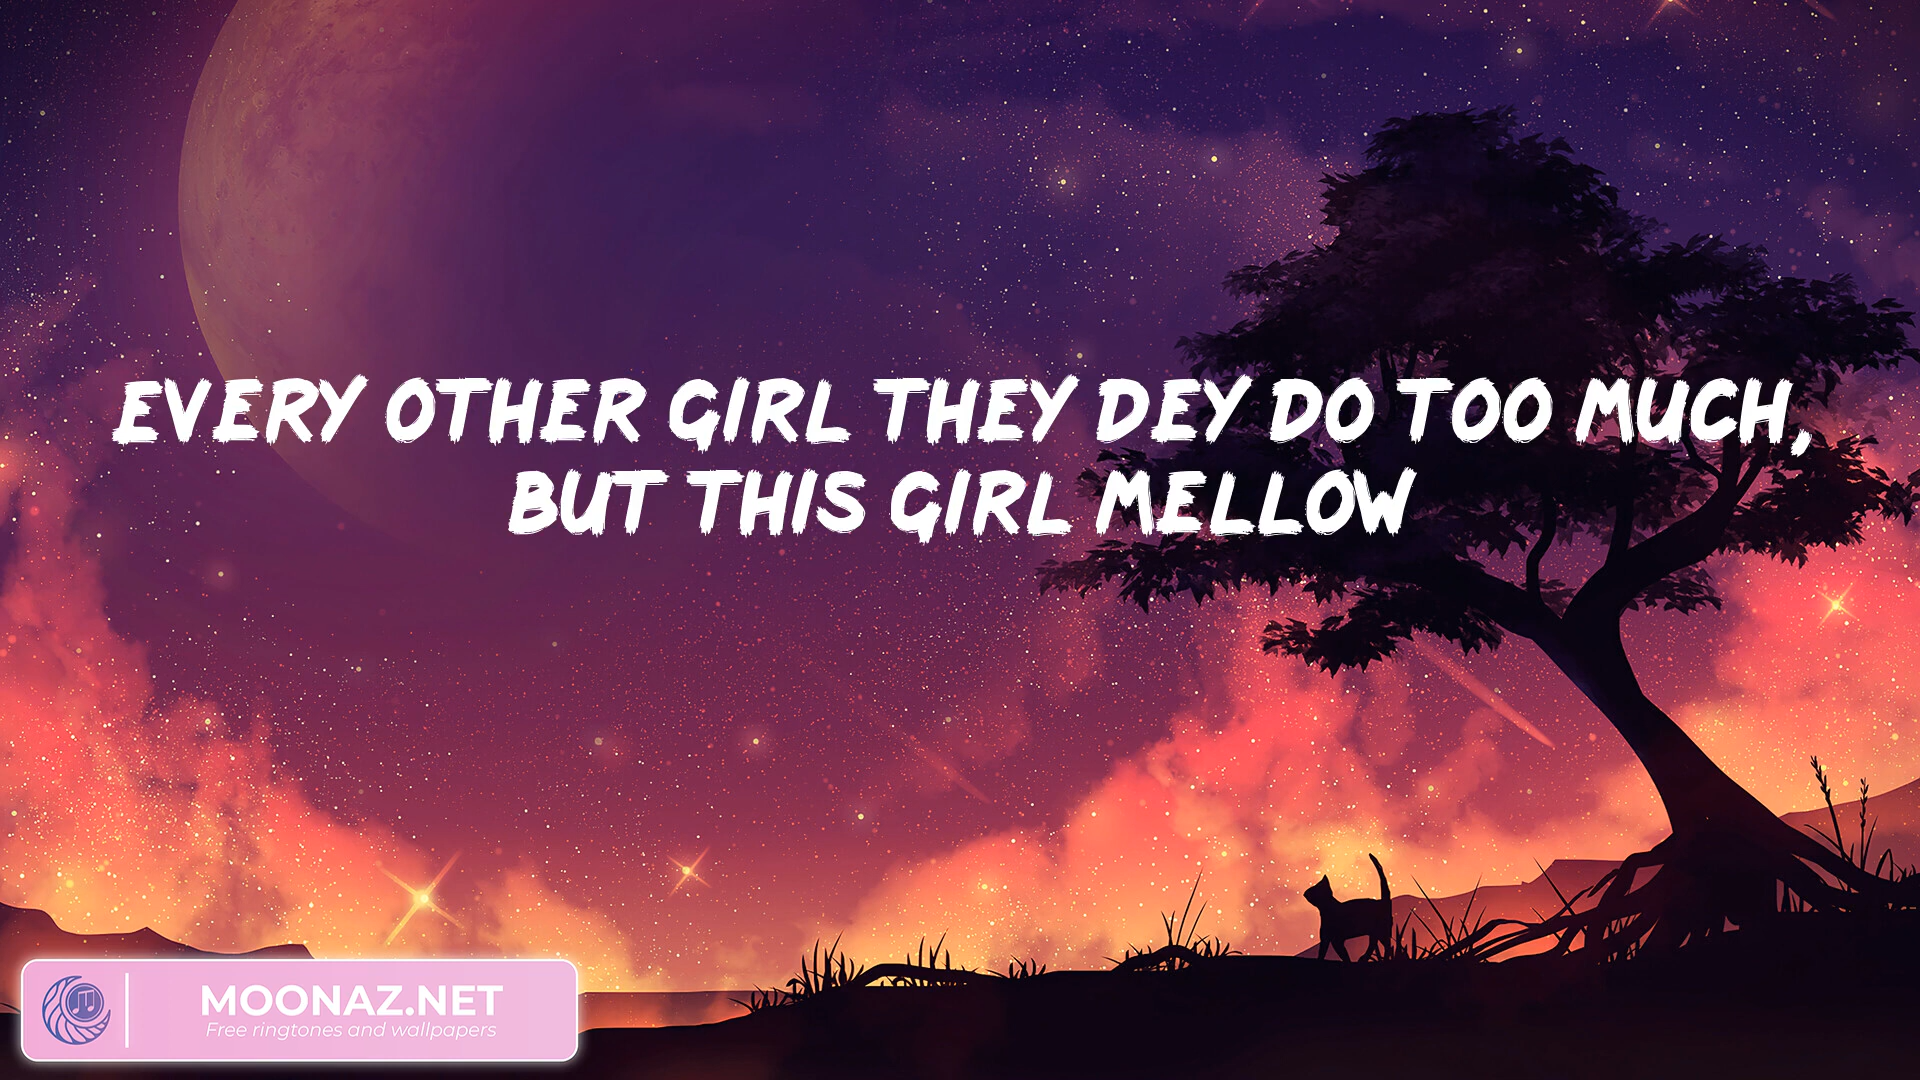 EVERY OTHER GIRL THEY DEY DO TOO MUCH,
BUT THIS GIRL MELLOW
MOONAZ.NET
Free ringtones and wallpapers